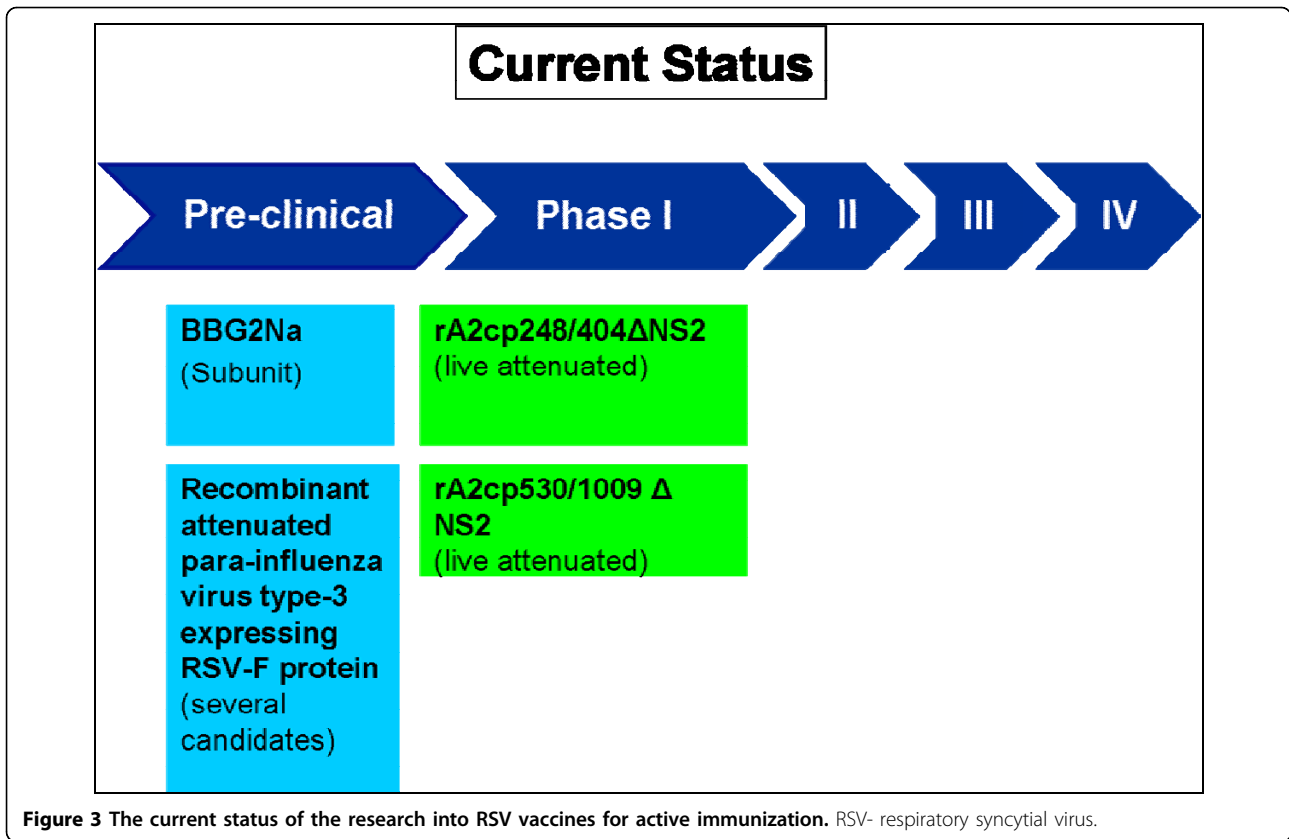 Current Status
Pre-clinical
Phase I
II
III
IV
BBG2Na
(Subunit)
rA2cp248/404ΔNS2
(live attenuated)
Recombinant
attenuated
para-influenza
virus type-3
expressing
RSV-F protein
(several
candidates)
rA2cp530/1009 Δ
NS2
(live attenuated)
Figure 3 The current status of the research into RSV vaccines for active immunization. RSV- respiratory syncytial virus.